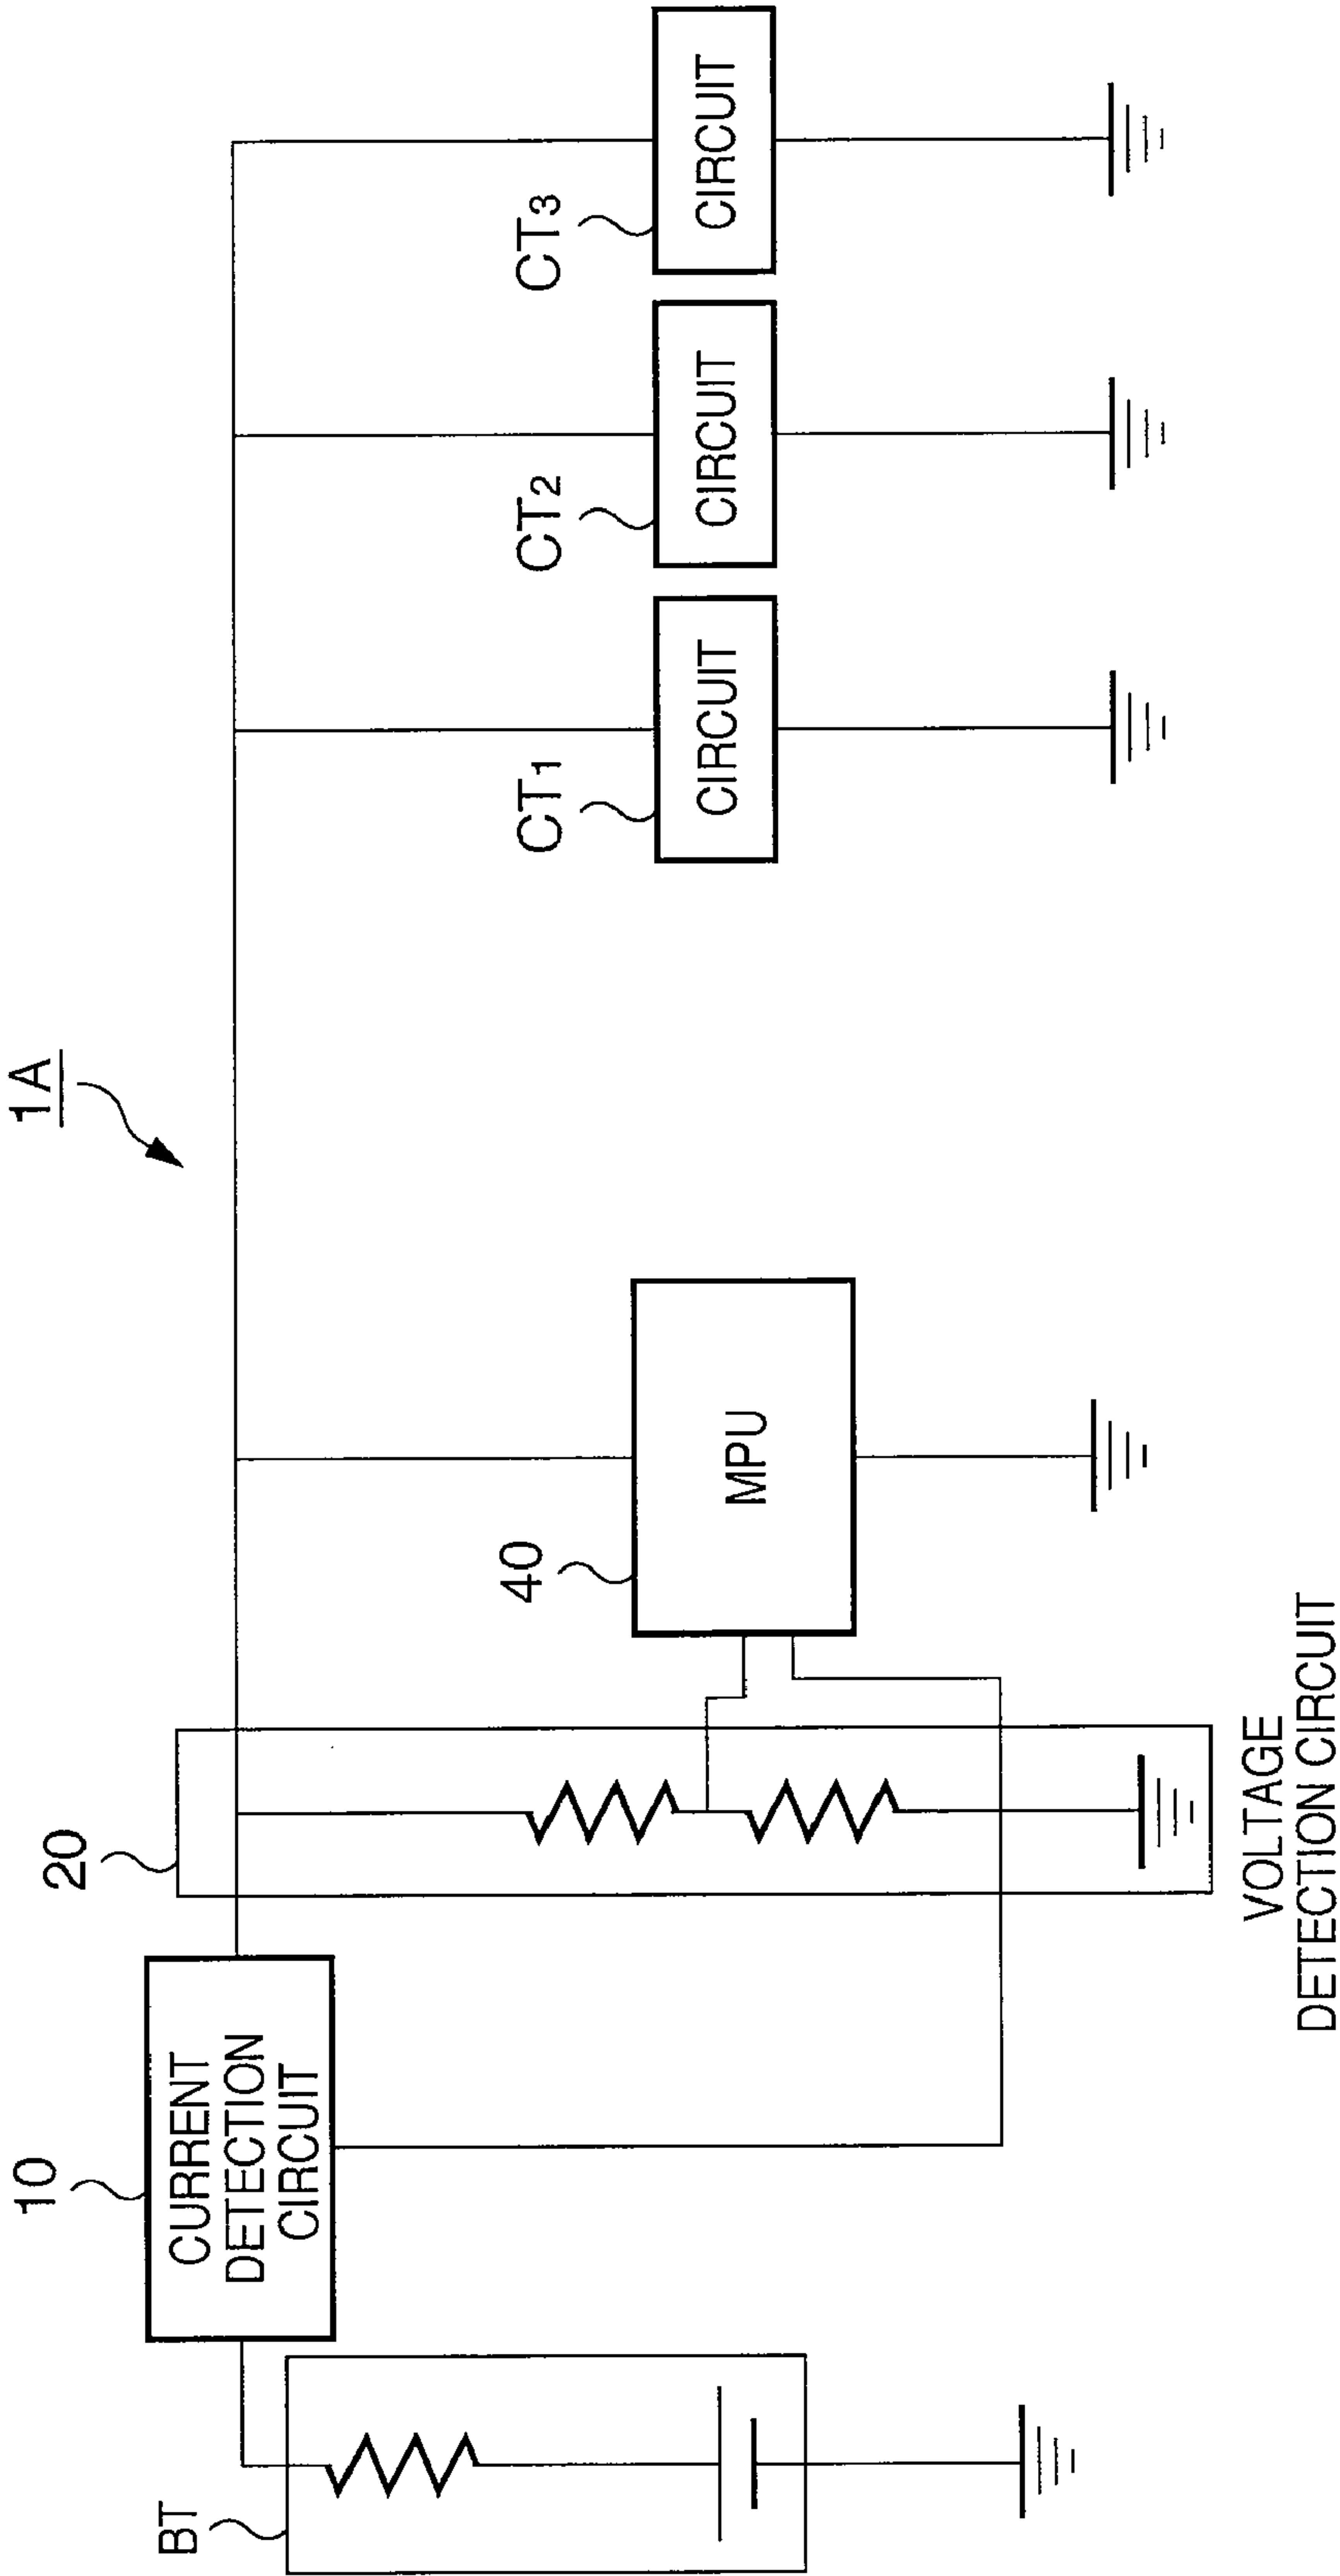 1A
10
CURRENT
DETECTION
CIRCUIT
20
BT
40
MPU
CT1
CIRCUIT
CT2
CIRCUIT
CT3
CIRCUIT
VOLTAGE
DETECTION CIRCUIT